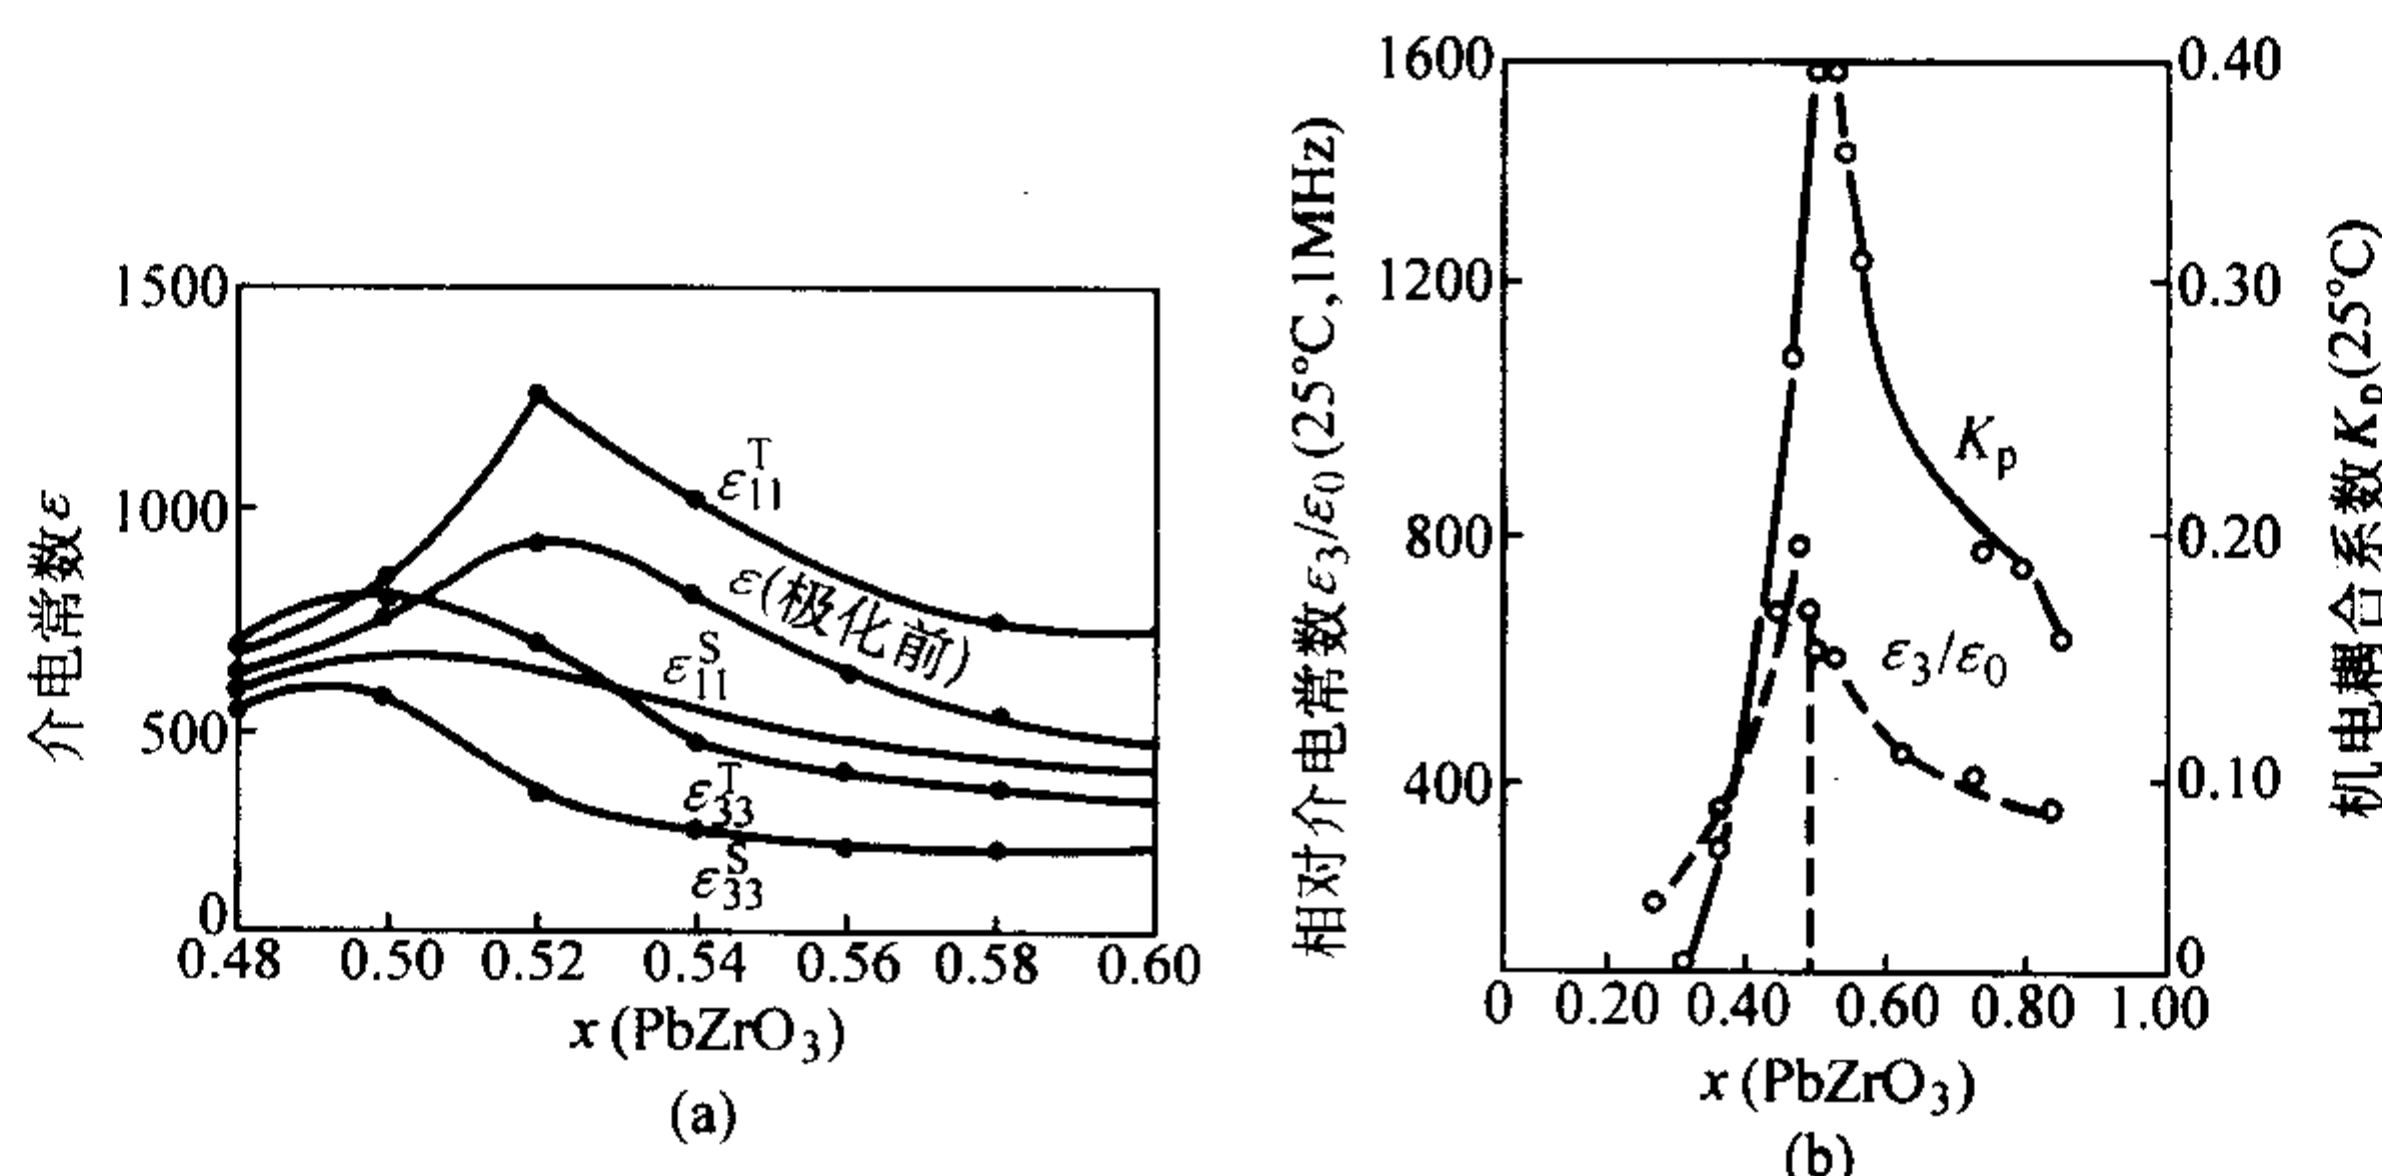 1500
1000
500
0
介电常数ε
0.48 0.50 0.52 0.54 0.56 0.58 0.60
x (PbZrO₃)
(a)
ε₁₁ᵀ
ε(极化前)
ε₁₁ˢ
ε₃₃ᵀ
ε₃₃ˢ
1600
1200
800
400
相对介电常数ε₃/ε₀(25°C,1MHz)
0 0.20 0.40 0.60 0.80 1.00
x (PbZrO₃)
(b)
Kₚ
ε₃/ε₀
0.40
0.30
0.20
0.10
0
机电耦合系数Kₚ(25°C)